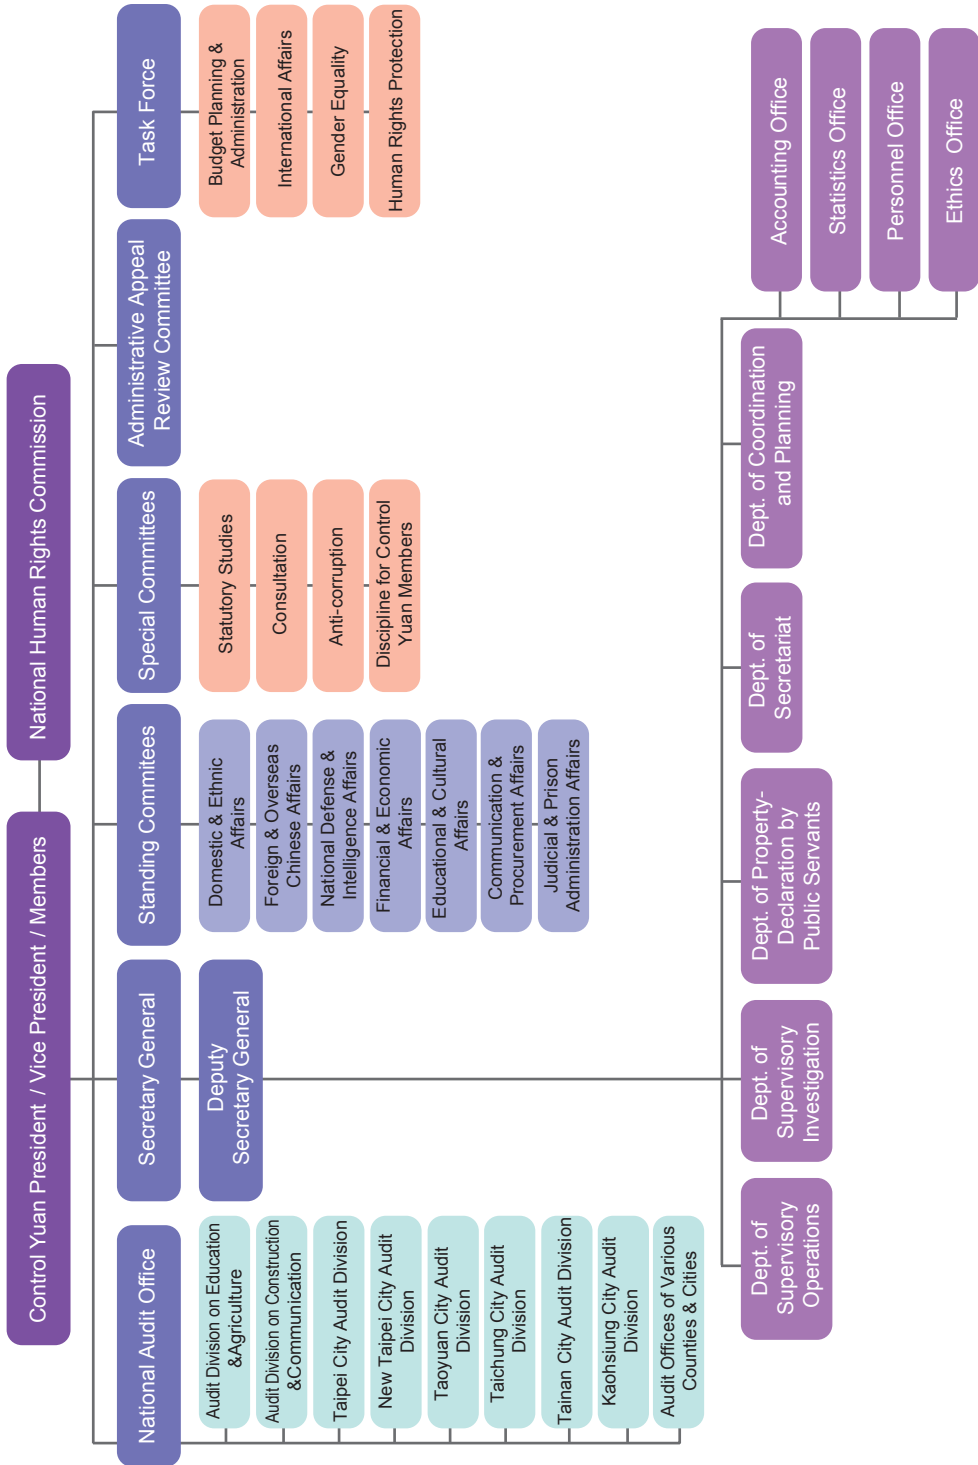 Control Yuan President / Vice President / Members
National Human Rights Commission
National Audit Office
Audit Division on Education
&Agriculture
Audit Division on Construction
&Communication
Taipei City Audit Division
New Taipei City Audit
Division
Taoyuan City Audit
Division
Taichung City Audit
Division
Tainan City Audit Division
Kaohsiung City Audit
Division
Audit Offices of Various
Counties & Cities
Secretary General
Deputy
Secretary General
Standing Committees
Domestic & Ethnic
Affairs
Foreign & Overseas
Chinese Affairs
National Defense &
Intelligence Affairs
Financial & Economic
Affairs
Educational & Cultural
Affairs
Communication &
Procurement Affairs
Judicial & Prison
Administration Affairs
Special Committees
Statutory Studies
Consultation
Anti-corruption
Discipline for Control
Yuan Members
Administrative Appeal
Review Committee
Task Force
Budget Planning &
Administration
International Affairs
Gender Equality
Human Rights Protection
Dept. of
Supervisory
Operations
Dept. of
Supervisory
Investigation
Dept. of Property-
Declaration by
Public Servants
Dept. of
Secretariat
Dept. of Coordination
and Planning
Accounting Office
Statistics Office
Personnel Office
Ethics Office